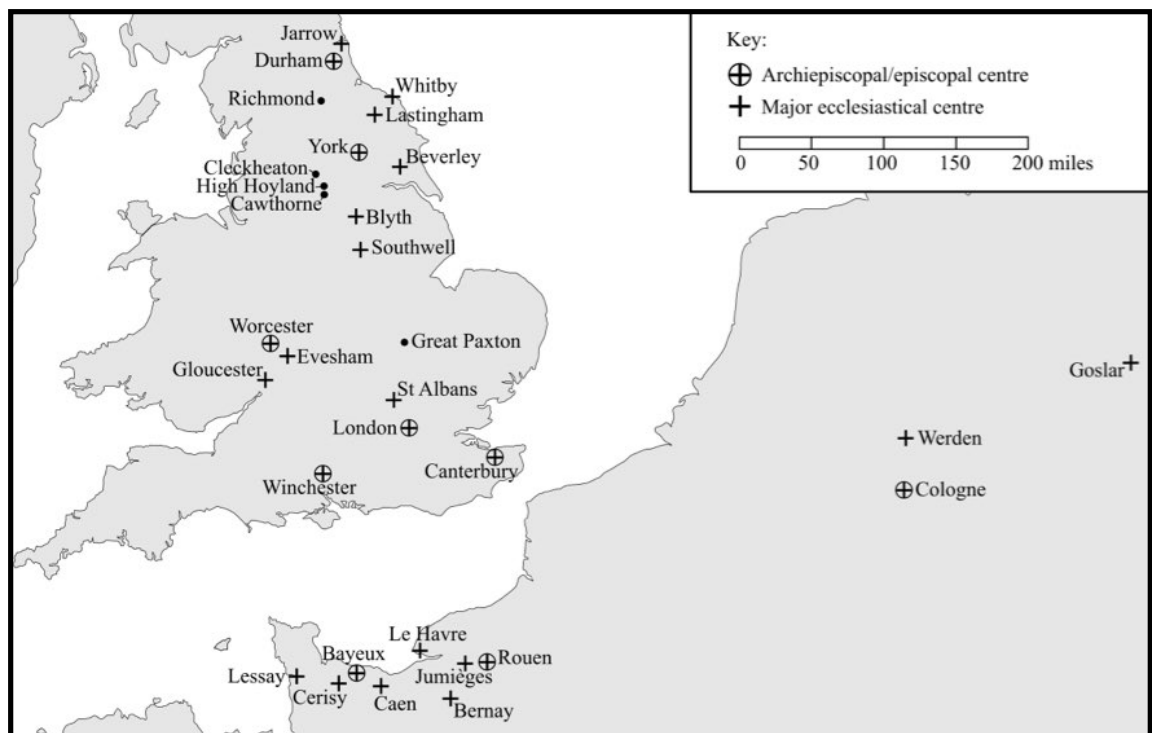 Jarrow
Durham
Richmond
Whitby
Lastingham
York
Beverley
Cleckheaton
High Hoyland
Cawthorne
Blyth
Southwell
Worcester
Evesham
Gloucester
Great Paxton
St Albans
London
Canterbury
Winchester
Goslar
Werden
Cologne
Le Havre
Bayeux
Rouen
Lessay
Jumièges
Cerisy
Caen
Bernay
Key:
Archiepiscopal/episcopal centre
Major ecclesiastical centre
0 50 100 150 200 miles